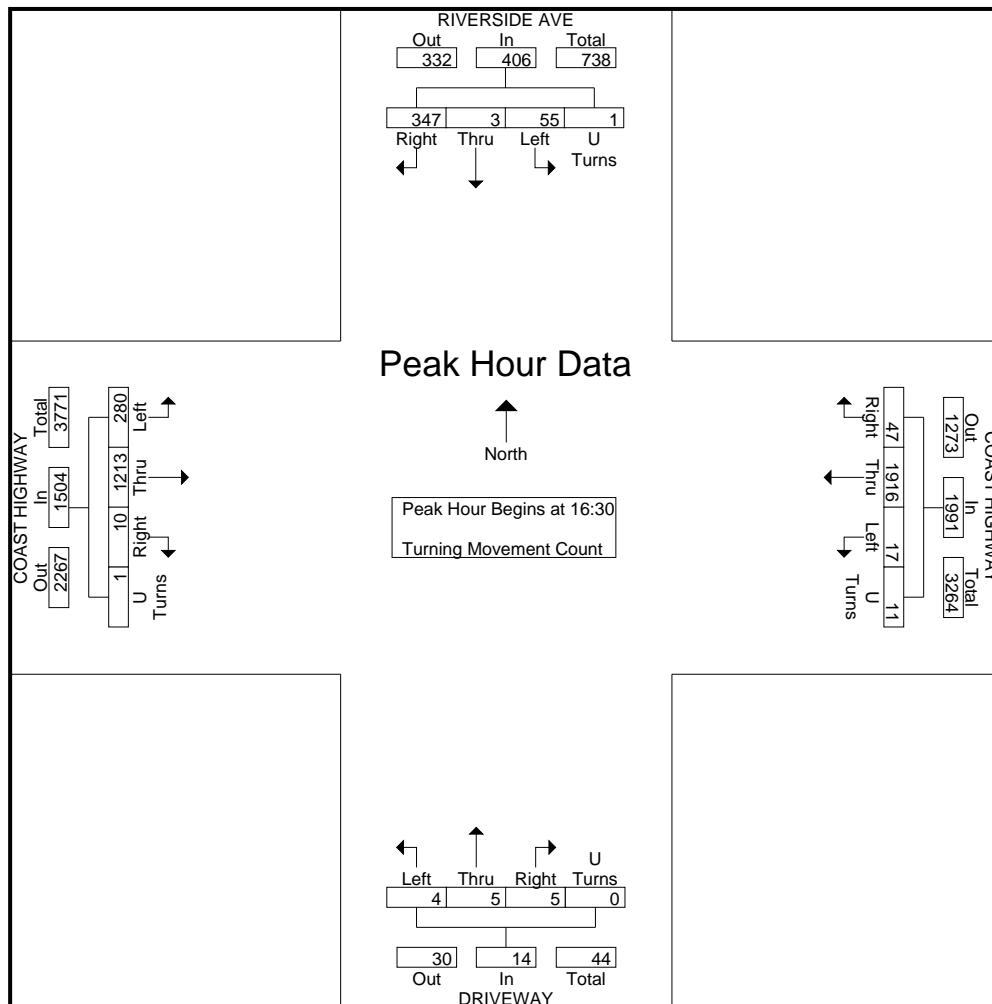 RIVERSIDE AVE
Out In Total
332 406 738
347 3 55 1
Right Thru Left U Turns
Peak Hour Data
North
Peak Hour Begins at 16:30
Turning Movement Count
COAST HIGHWAY
Total In Out
3771 1504 2267
280 1213 10 1
Left Thru Right U Turns
Right Thru Left U Turns
47 1916 17 11
Out In Total
1273 1991 3264
COAST HIGHWAY
Left Thru Right U Turns
4 5 5 0
30 14 44
Out In Total
DRIVEWAY